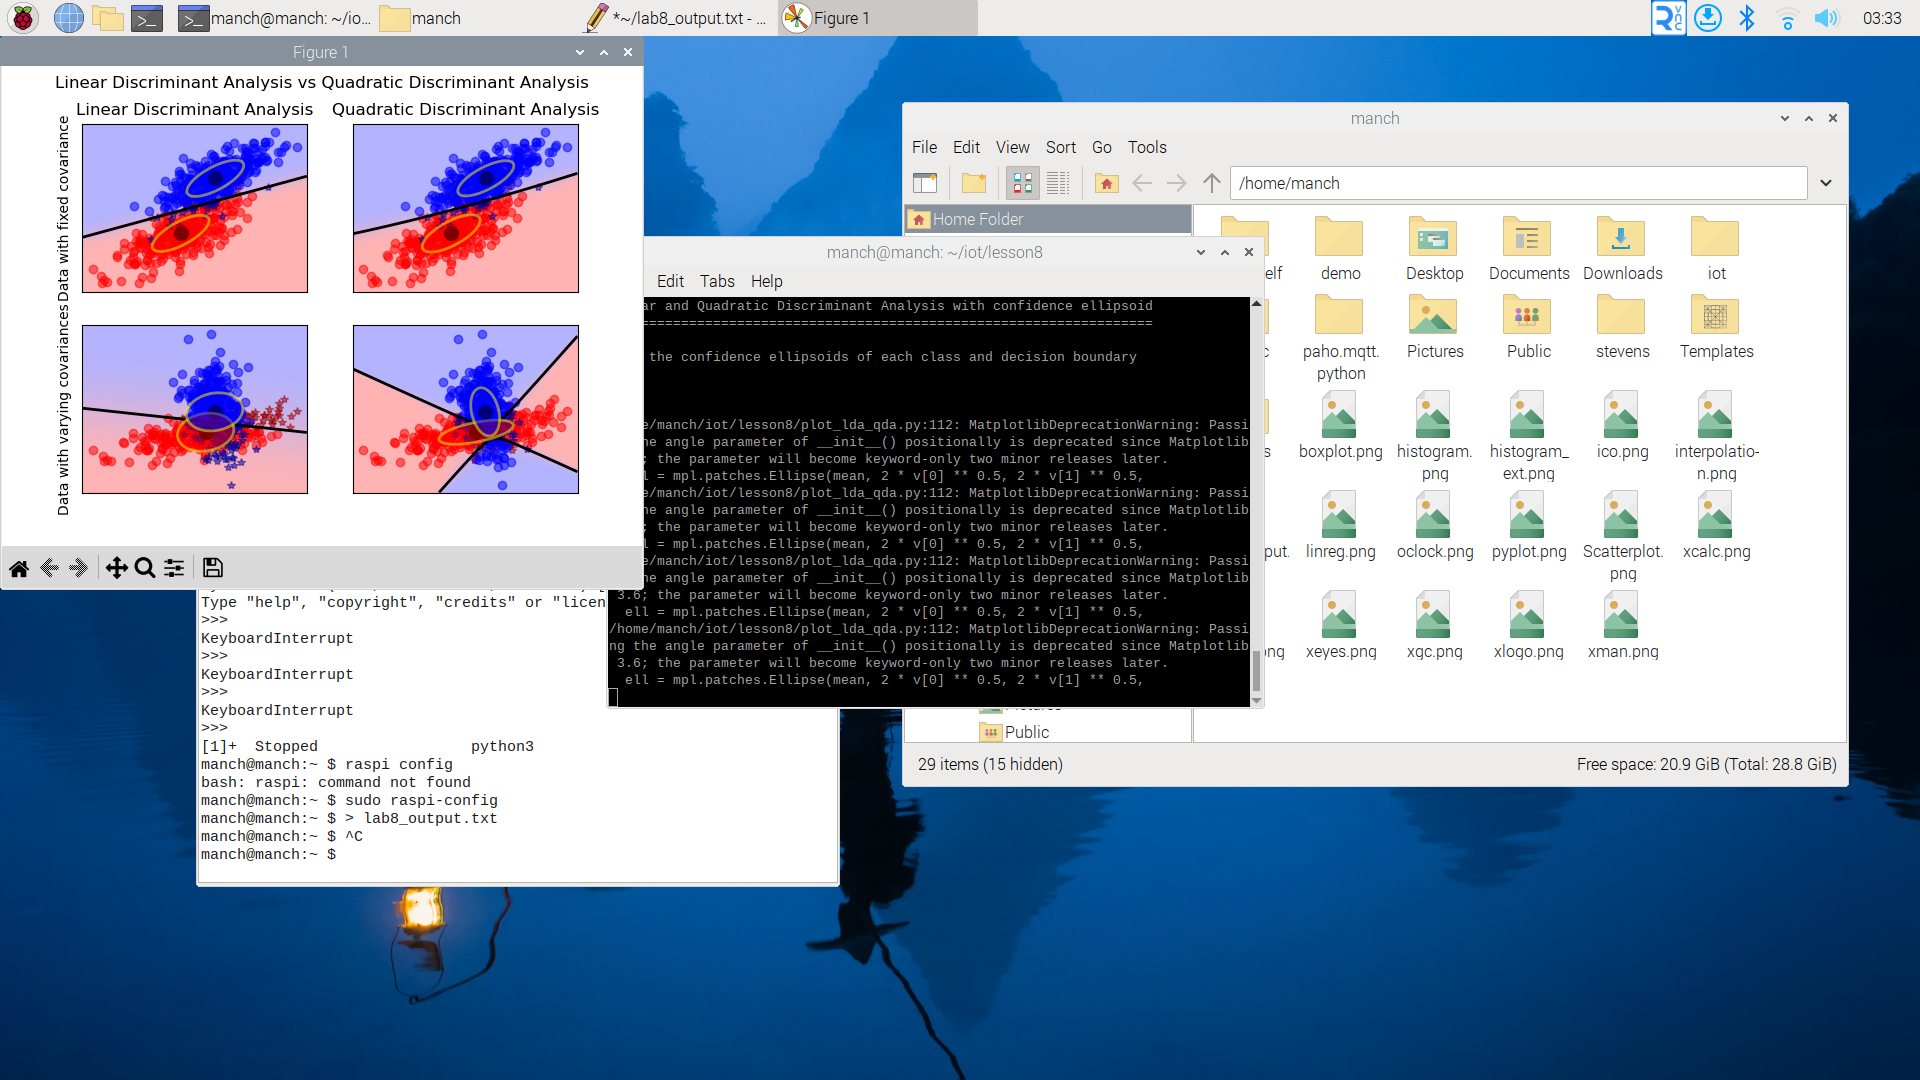 manch@manch: ~/io...
manch
*~/lab8_output.txt - ...
Figure 1
03:33
Figure 1
Linear Discriminant Analysis vs Quadratic Discriminant Analysis
Linear Discriminant Analysis
Quadratic Discriminant Analysis
Data with fixed covariance
Data with varying covariances
manch
File Edit View Sort Go Tools
/home/manch
Home Folder
elf
demo
Desktop
Documents
Downloads
iot
paho.mqtt.
python
Pictures
Public
stevens
Templates
boxplot.png
histogram.
png
histogram_
ext.png
ico.png
interpolatio-
n.png
put.
linreg.png
oclock.png
pyplot.png
Scatterplot.
png
xcalc.png
ng
xeyes.png
xgc.png
xlogo.png
xman.png
Public
29 items (15 hidden)
Free space: 20.9 GiB (Total: 28.8 GiB)
manch@manch: ~/iot/lesson8
Edit Tabs Help
ar and Quadratic Discriminant Analysis with confidence ellipsoid
================================================================
the confidence ellipsoids of each class and decision boundary
e/manch/iot/lesson8/plot_lda_qda.py:112: MatplotlibDeprecationWarning: Passi
he angle parameter of __init__() positionally is deprecated since Matplotlib
; the parameter will become keyword-only two minor releases later.
l = mpl.patches.Ellipse(mean, 2 * v[0] ** 0.5, 2 * v[1] ** 0.5,
e/manch/iot/lesson8/plot_lda_qda.py:112: MatplotlibDeprecationWarning: Passi
he angle parameter of __init__() positionally is deprecated since Matplotlib
; the parameter will become keyword-only two minor releases later.
l = mpl.patches.Ellipse(mean, 2 * v[0] ** 0.5, 2 * v[1] ** 0.5,
e/manch/iot/lesson8/plot_lda_qda.py:112: MatplotlibDeprecationWarning: Passi
he angle parameter of __init__() positionally is deprecated since Matplotlib
3.6; the parameter will become keyword-only two minor releases later.
ell = mpl.patches.Ellipse(mean, 2 * v[0] ** 0.5, 2 * v[1] ** 0.5,
/home/manch/iot/lesson8/plot_lda_qda.py:112: MatplotlibDeprecationWarning: Passi
ng the angle parameter of __init__() positionally is deprecated since Matplotlib
3.6; the parameter will become keyword-only two minor releases later.
ell = mpl.patches.Ellipse(mean, 2 * v[0] ** 0.5, 2 * v[1] ** 0.5,
Type "help", "copyright", "credits" or "licen
>>>
KeyboardInterrupt
>>>
KeyboardInterrupt
>>>
KeyboardInterrupt
>>>
[1]+  Stopped                 python3
manch@manch:~ $ raspi config
bash: raspi: command not found
manch@manch:~ $ sudo raspi-config
manch@manch:~ $ > lab8_output.txt
manch@manch:~ $ ^C
manch@manch:~ $